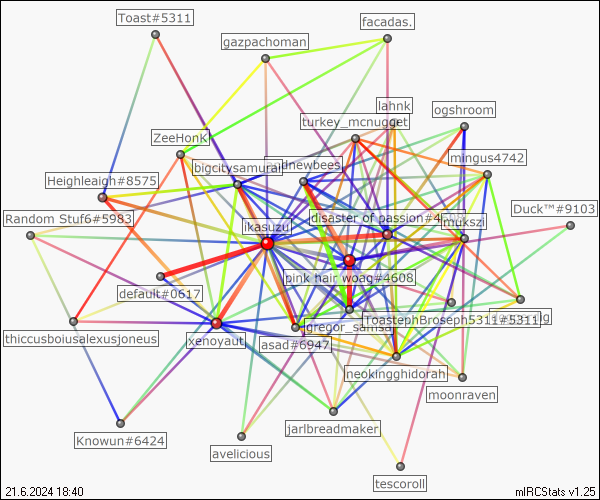 Toast#5311
facadas.
gazpachoman
lahnk
ogshroom
turkey_mcnugget
ZeeHonk
mingus4742
bigcitysamurai
Heighleigh#8575
Duck™#9103
Random Stuf6#5983
disaster of passion#4
mukszi
ikasuzu
pink hair woag#4608
default#0617
gregor_samsa
ToastephBroseph5311#5311
thiccusboiusalexusjoneus
xenoyaut
asad#6947
neokingghidorah
moonraven
jarlbreadmaker
Knowun#6424
avelicious
tescoroll
21.6.2024 18:40
mIRCStats v1.25